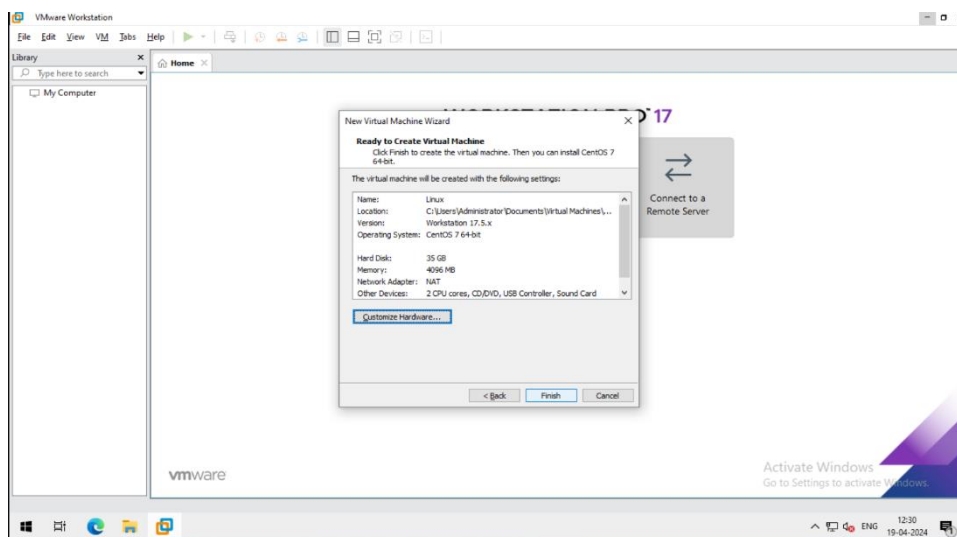 VMware Workstation
File Edit View VM Tabs Help
Library
Type here to search
My Computer
Home
17
New Virtual Machine Wizard
Ready to Create Virtual Machine
Click Finish to create the virtual machine. Then you can install CentOS 7
64-bit.
The virtual machine will be created with the following settings:
Name: Linux
Location: C:\Users\Administrator\Documents\Virtual Machines\,...
Version: Workstation 17.5.x
Operating System: CentOS 7 64-bit
Hard Disk: 35 GB
Memory: 4096 MB
Network Adapter: NAT
Other Devices: 2 CPU cores, CD/DVD, USB Controller, Sound Card
Customize Hardware...
< Back Finish Cancel
Connect to a
Remote Server
vmware
Activate Windows
Go to Settings to activate Windows.
ENG
12:30
19-04-2024